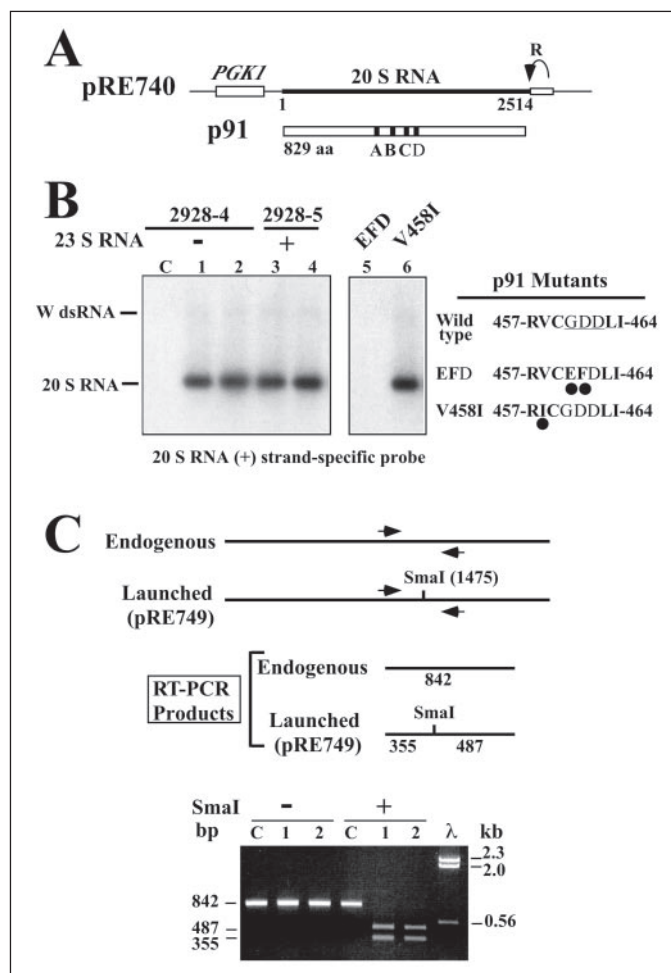 A
R
PGK1
20 S RNA
pRE740
1
2514
p91
829 aa
A B C D
B
2928-4 2928-5
23 S RNA - +
C 1 2 3 4
EFD V458I
5 6
W dsRNA
20 S RNA
20 S RNA (+) strand-specific probe
p91 Mutants
Wild type 457-RVCGDDLI-464
EFD 457-RVCEFDLI-464
V458I 457-RICGDDLI-464
C
Endogenous
SmaI (1475)
Launched
(pRE749)
RT-PCR
Products
Endogenous
842
SmaI
Launched
(pRE749)
355 487
SmaI - +
bp C 1 2 C 1 2 λ kb
2.3
2.0
842
0.56
487
355